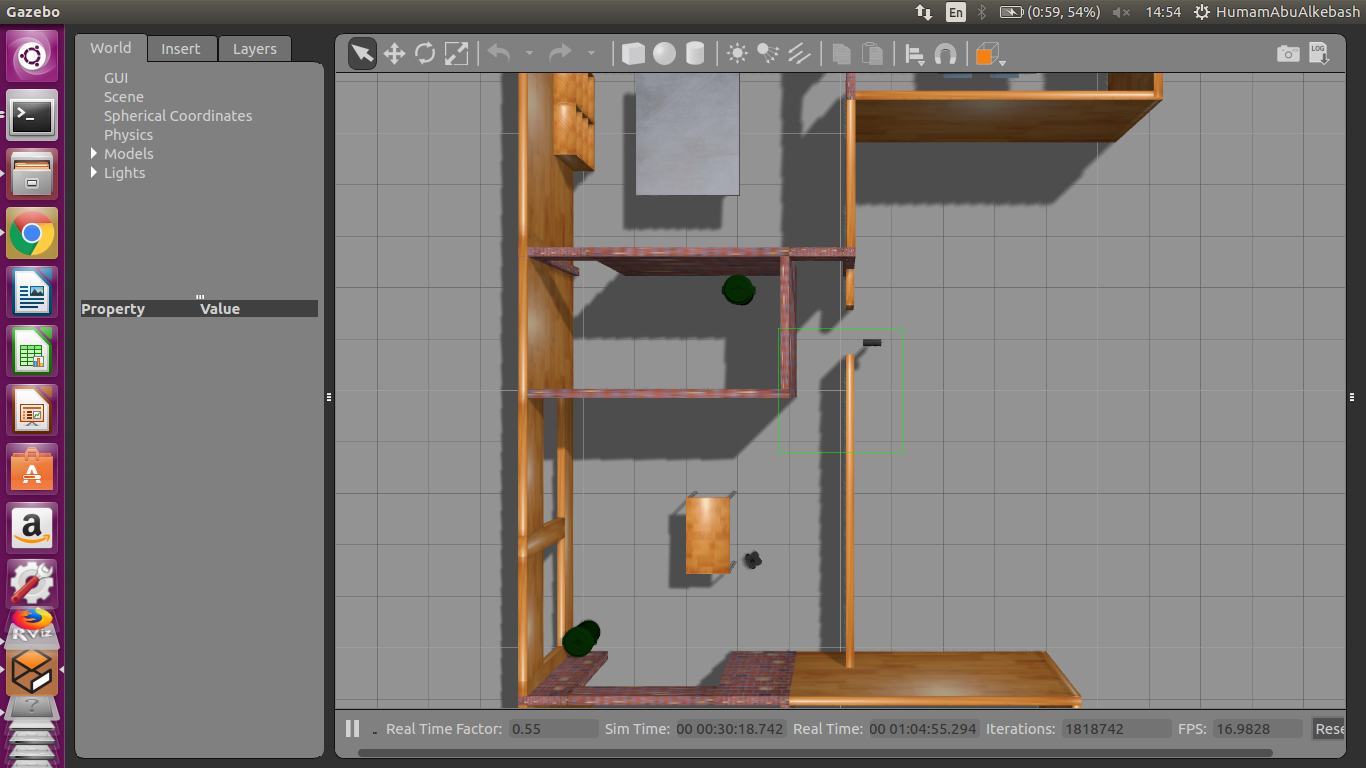 Gazebo
En
(0:59, 54%)
14:54
HumamAbuAlkebash
World
Insert
Layers
LOG
GUI
Scene
Spherical Coordinates
Physics
Models
Lights
Property
Value
RViz
Real Time Factor:
0.55
Sim Time:
00 00:30:18.742
Real Time:
00 01:04:55.294
Iterations:
1818742
FPS:
16.9828
Rese